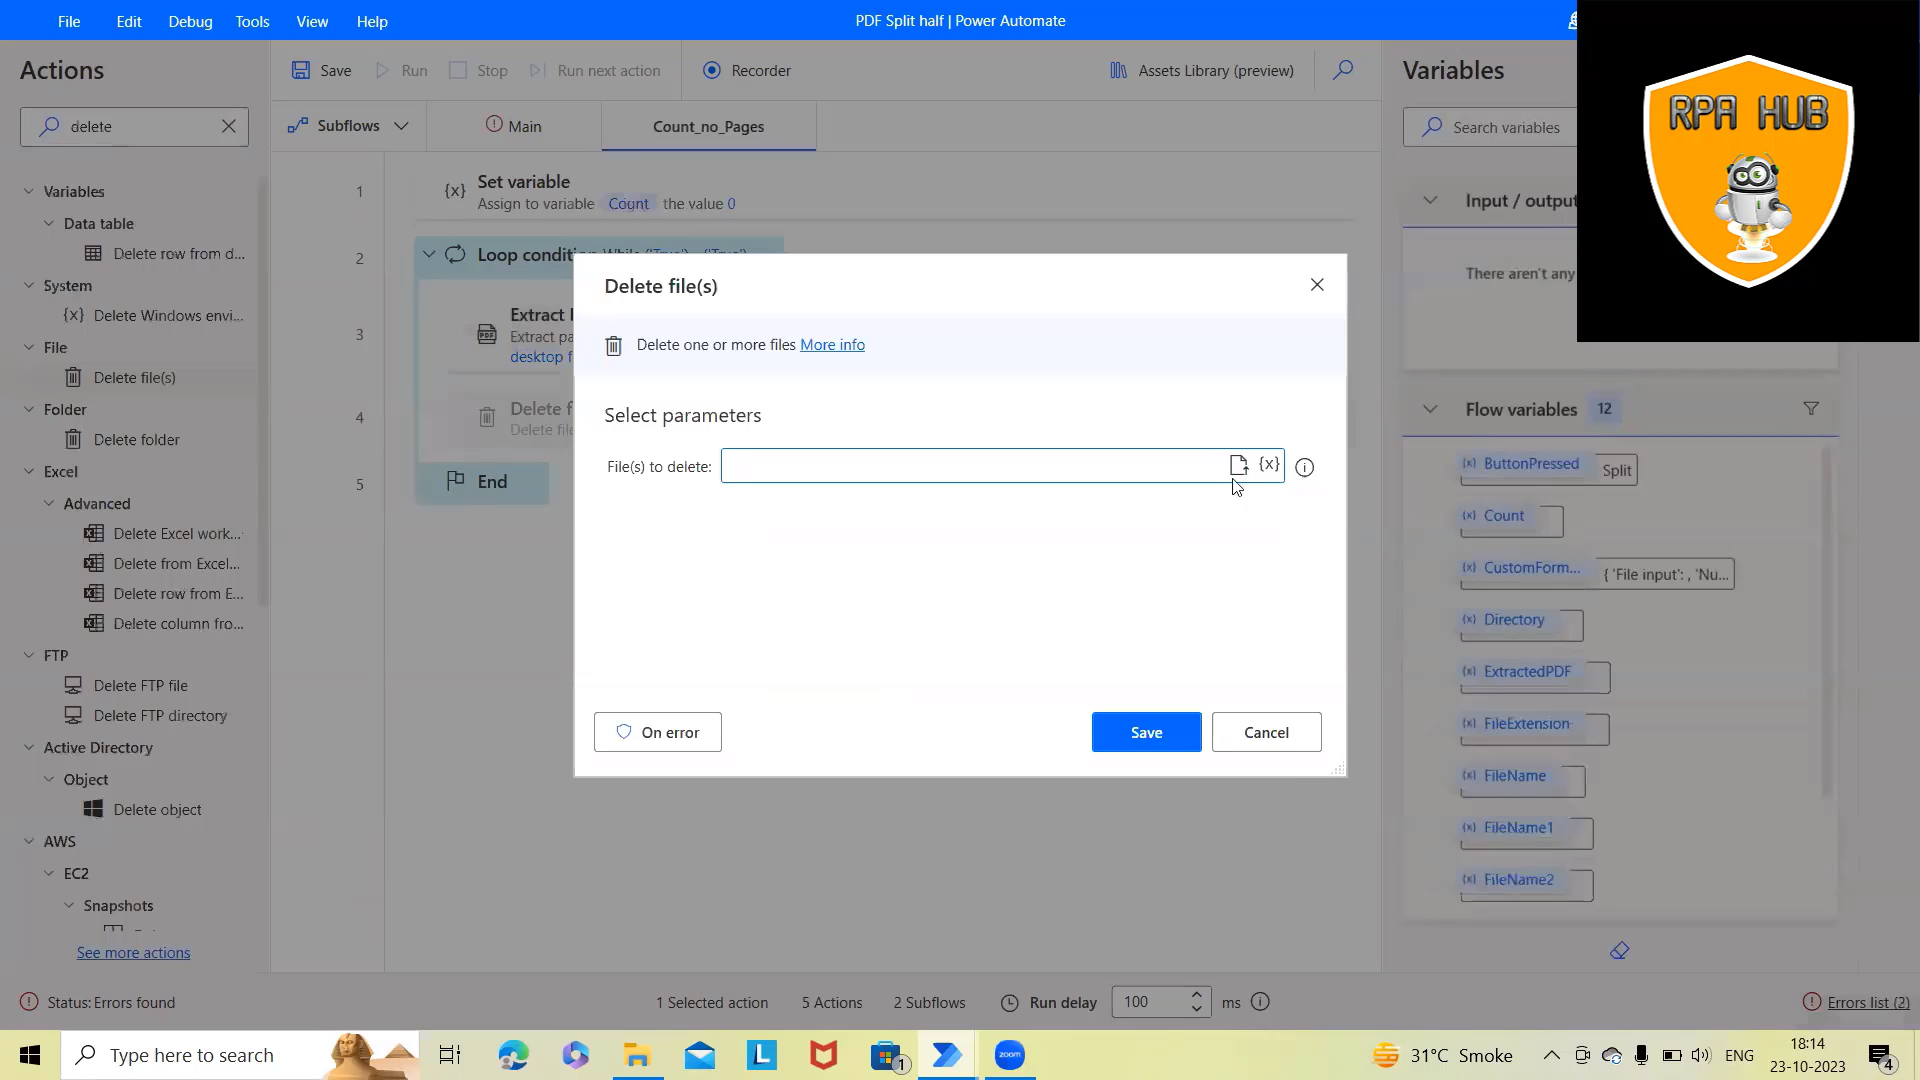 File Edit Debug Tools View Help
PDF Split half | Power Automate
Actions
Save Run Stop Run next action Recorder
Assets Library (preview)
Variables
delete
Subflows
Main
Count_no_Pages
Search variables
RPA HUB
Variables
Data table
Delete row from d...
System
Delete Windows envi...
File
Delete file(s)
Folder
Delete folder
Excel
Advanced
Delete Excel work...
Delete from Excel...
Delete row from E...
Delete column fro...
FTP
Delete FTP file
Delete FTP directory
Active Directory
Object
Delete object
AWS
EC2
Snapshots
See more actions
1
{x} Set variable
Assign to variable Count the value 0
2
Loop conditi
3
Extract
Extract pa
desktop f
4
Delete f
Delete file
5
End
Delete file(s)
Delete one or more files More info
Select parameters
File(s) to delete:
{x}
On error
Save
Cancel
Input / output
There aren't any
Flow variables 12
{x} ButtonPressed Split
{x} Count
{x} CustomForm... { 'File input': , 'Nu...
{x} Directory
{x} ExtractedPDF
{x} FileExtension
{x} FileName
{x} FileName1
{x} FileName2
Status: Errors found
1 Selected action 5 Actions 2 Subflows Run delay 100 ms
Errors list (2)
Type here to search
zoom
1
31°C Smoke
ENG
18:14
23-10-2023
4